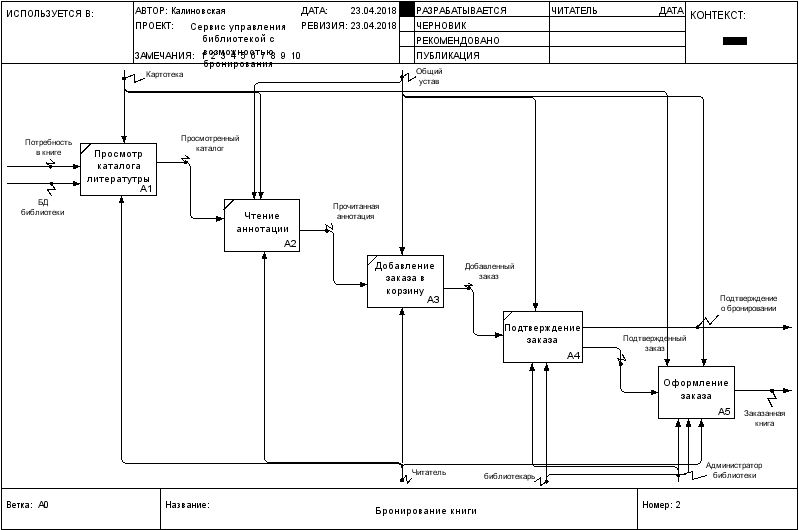 ИСПОЛЬЗУЕТСЯ В:
АВТОР: Калиновская
ДАТА: 23.04.2018
ПРОЕКТ: Сервис управления
библиотекой с
возможностью
бронирования
РЕВИЗИЯ: 23.04.2018
ЗАМЕЧАНИЯ: 1 2 3 4 5 6 7 8 9 10
РАЗРАБАТЫВАЕТСЯ
ЧЕРНОВИК
РЕКОМЕНДОВАНО
ПУБЛИКАЦИЯ
ЧИТАТЕЛЬ ДАТА
КОНТЕКСТ:
Картотека
Общий
устав
Потребность
в книге
БД
библиотеки
Просмотр
каталога
литературы
A1
Просмотренный
каталог
Чтение
аннотации
A2
Прочитанная
аннотация
Добавление
заказа в
корзину
A3
Добавленный
заказ
Подтверждение
заказа
A4
Подтверждение
о бронировании
Подтвержденный
заказ
Оформление
заказа
A5
Заказанная
книга
Читатель
библиотекарь
Администратор
библиотеки
Ветка: A0
Название:
Бронирование книги
Номер: 2